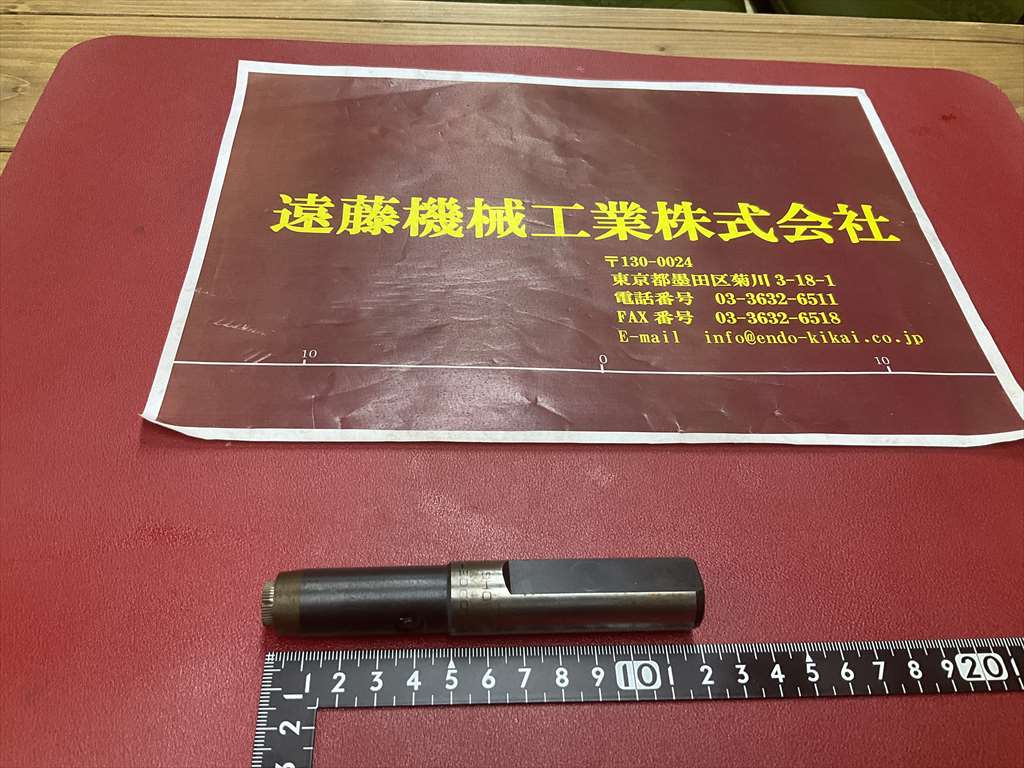 遠藤機械工業株式会社
〒130-0024
東京都墨田区菊川 3-18-1
電話番号 03-3632-6511
FAX 番号 03-3632-6518
E-mail info@endo-kikai.co.jp
10 0 10
1 2 3 4 5 6 7 8 9 10 1 2 3 4 5 6 7 8 9 20
1
2
3